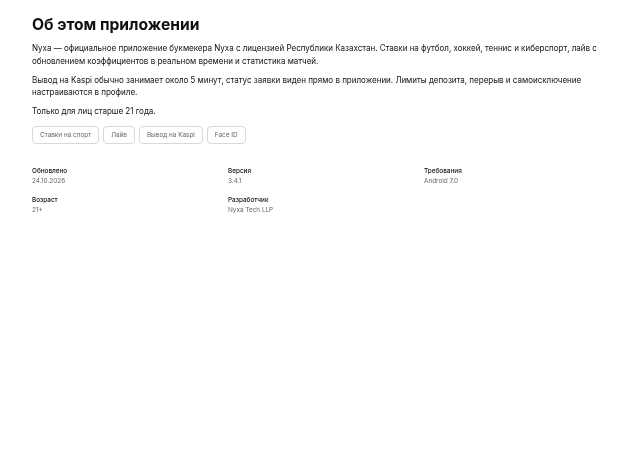 Об этом приложении
Nyxa — официальное приложение букмекера Nyxa с лицензией Республики Казахстан. Ставки на футбол, хоккей, теннис и киберспорт, лайв с
обновлением коэффициентов в реальном времени и статистика матчей.
Вывод на Kaspi обычно занимает около 5 минут, статус заявки виден прямо в приложении. Лимиты депозита, перерыв и самоисключение
настраиваются в профиле.
Только для лиц старше 21 года.
Ставки на спорт
Лайв
Вывод на Kaspi
Face ID
Обновлено
24.10.2026
Версия
3.4.1
Требования
Android 7.0
Возраст
21+
Разработчик
Nyxa Tech LLP